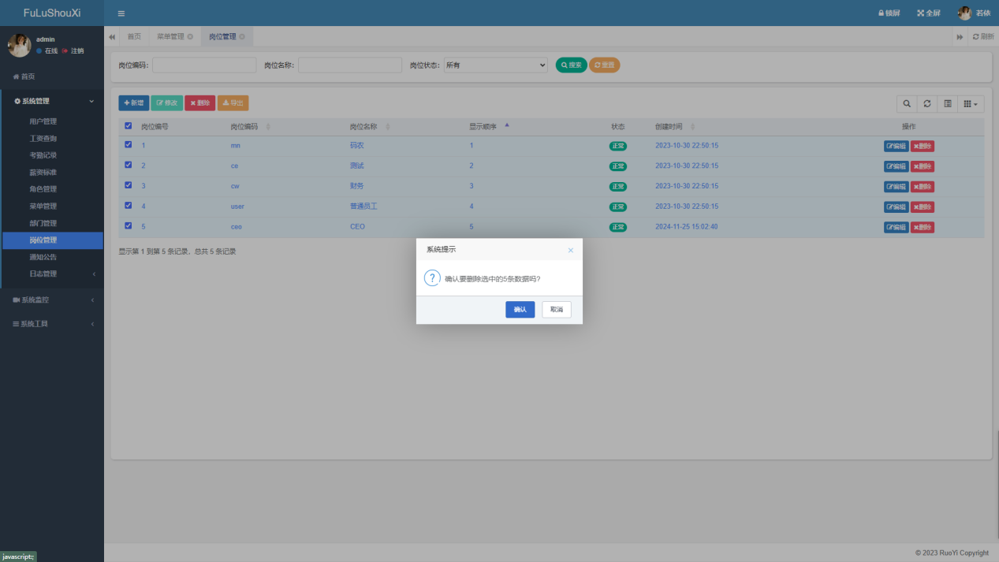 FuLuShouXi
锁屏 全屏 若依
admin
在线 注销
首页 菜单管理 岗位管理 刷新
岗位编码: 岗位名称: 岗位状态: 所有 搜索 重置
首页
系统管理
用户管理
工资查询
考勤记录
薪资标准
角色管理
菜单管理
部门管理
岗位管理
通知公告
日志管理
系统监控
系统工具
新增 修改 删除 导出
岗位编号 岗位编码 岗位名称 显示顺序 状态 创建时间 操作
1 mn 码农 1 正常 2023-10-30 22:50:15 编辑 删除
2 ce 测试 2 正常 2023-10-30 22:50:15 编辑 删除
3 cw 财务 3 正常 2023-10-30 22:50:15 编辑 删除
4 user 普通员工 4 正常 2023-10-30 22:50:15 编辑 删除
5 ceo CEO 5 正常 2024-11-25 15:02:40 编辑 删除
显示第 1 到第 5 条记录，总共 5 条记录
系统提示
确认要删除选中的5条数据吗?
确认 取消
© 2023 RuoYi Copyright
javascript:;